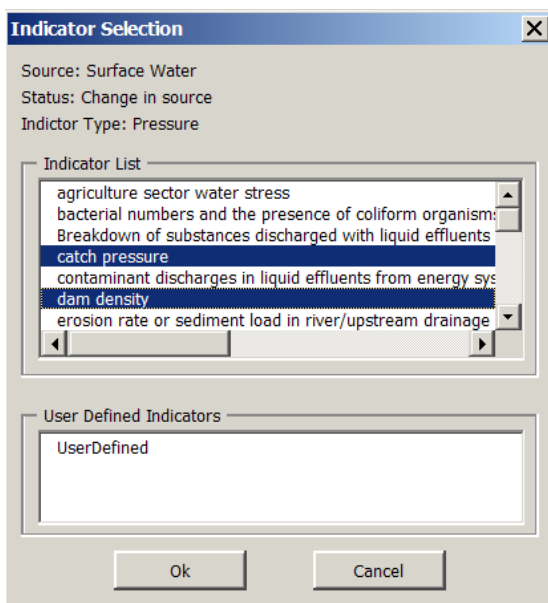 Indicator Selection
Source: Surface Water
Status: Change in source
Indictor Type: Pressure
Indicator List
agriculture sector water stress
bacterial numbers and the presence of coliform organisms
Breakdown of substances discharged with liquid effluents
catch pressure
contaminant discharges in liquid effluents from energy sys
dam density
erosion rate or sediment load in river/upstream drainage
User Defined Indicators
UserDefined
Ok
Cancel